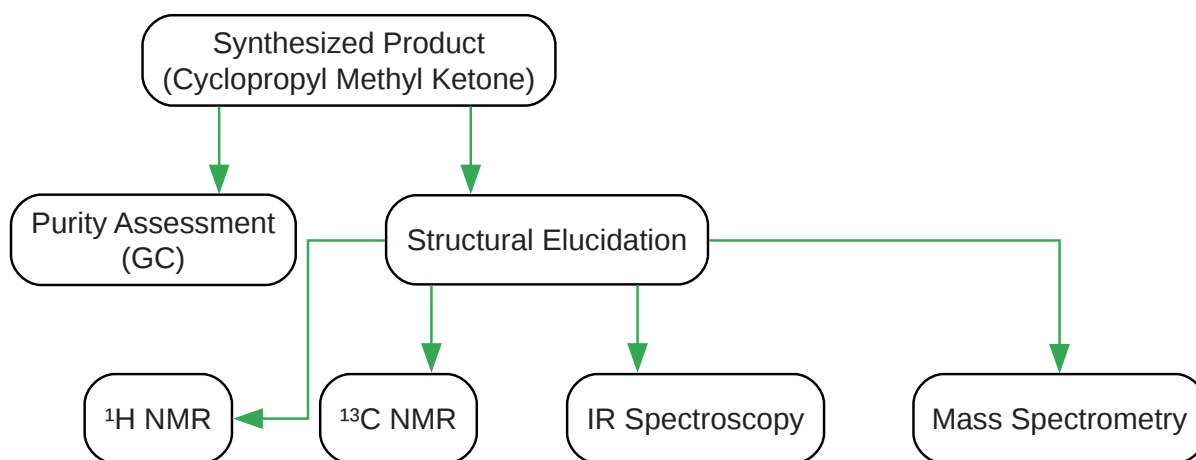 Synthesized Product
(Cyclopropyl Methyl Ketone)
Purity Assessment
(GC)
Structural Elucidation
¹H NMR
¹³C NMR
IR Spectroscopy
Mass Spectrometry